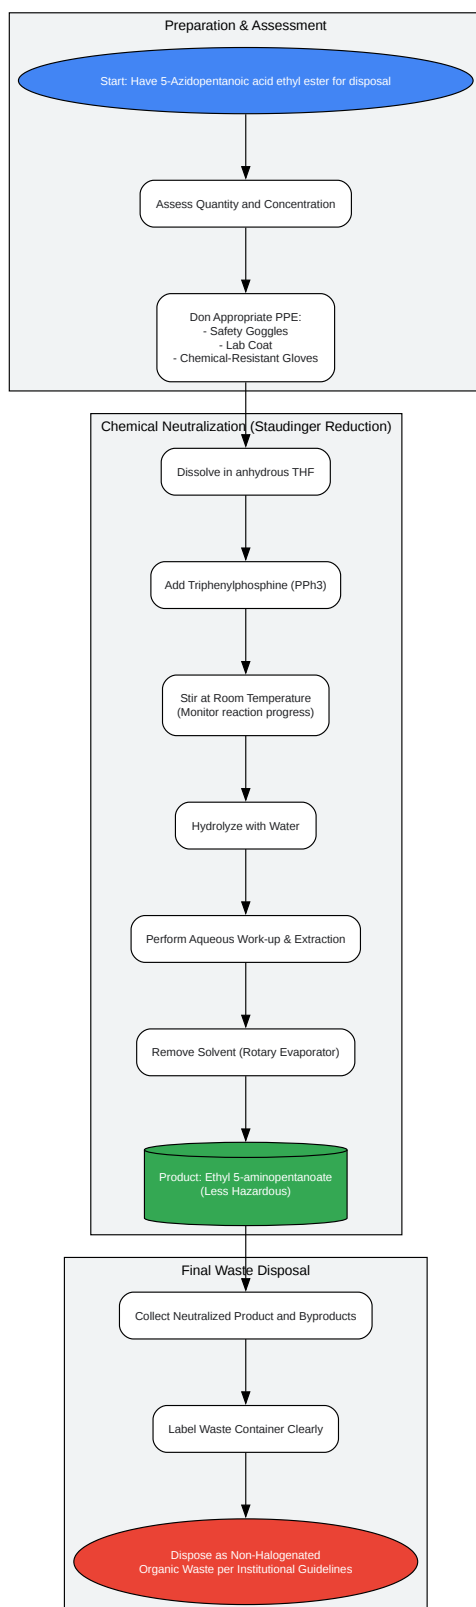 Preparation & Assessment
Start: Have 5-Azidopentanoic acid ethyl ester for disposal
Assess Quantity and Concentration
Don Appropriate PPE:
- Safety Goggles
- Lab Coat
- Chemical-Resistant Gloves
Chemical Neutralization (Staudinger Reduction)
Dissolve in anhydrous THF
Add Triphenylphosphine (PPh3)
Stir at Room Temperature
(Monitor reaction progress)
Hydrolyze with Water
Perform Aqueous Work-up & Extraction
Remove Solvent (Rotary Evaporator)
Product: Ethyl 5-aminopentanoate
(Less Hazardous)
Final Waste Disposal
Collect Neutralized Product and Byproducts
Label Waste Container Clearly
Dispose as Non-Halogenated
Organic Waste per Institutional Guidelines